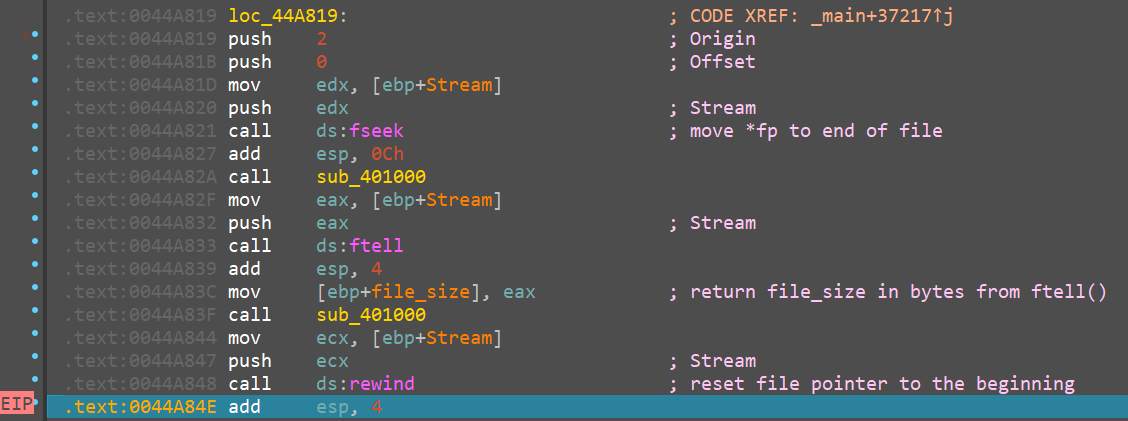 .text:0044A819 loc_44A819: ; CODE XREF: _main+37217↑j
.text:0044A819 push 2 ; Origin
.text:0044A81B push 0 ; Offset
.text:0044A81D mov edx, [ebp+Stream]
.text:0044A820 push edx ; Stream
.text:0044A821 call ds:fseek ; move *fp to end of file
.text:0044A827 add esp, 0Ch
.text:0044A82A call sub_401000
.text:0044A82F mov eax, [ebp+Stream]
.text:0044A832 push eax ; Stream
.text:0044A833 call ds:ftell
.text:0044A839 add esp, 4
.text:0044A83C mov [ebp+file_size], eax ; return file_size in bytes from ftell()
.text:0044A83F call sub_401000
.text:0044A844 mov ecx, [ebp+Stream]
.text:0044A847 push ecx ; Stream
.text:0044A848 call ds:rewind ; reset file pointer to the beginning
EIP .text:0044A84E add esp, 4